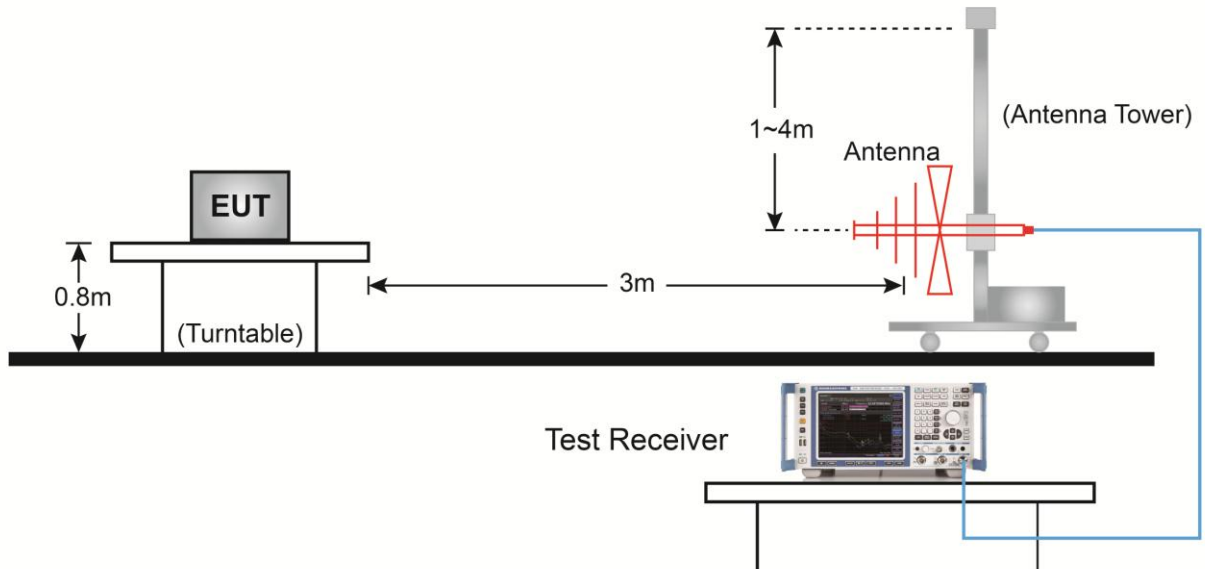 1~4m
(Antenna Tower)
Antenna
EUT
0.8m
3m
(Turntable)
Test Receiver